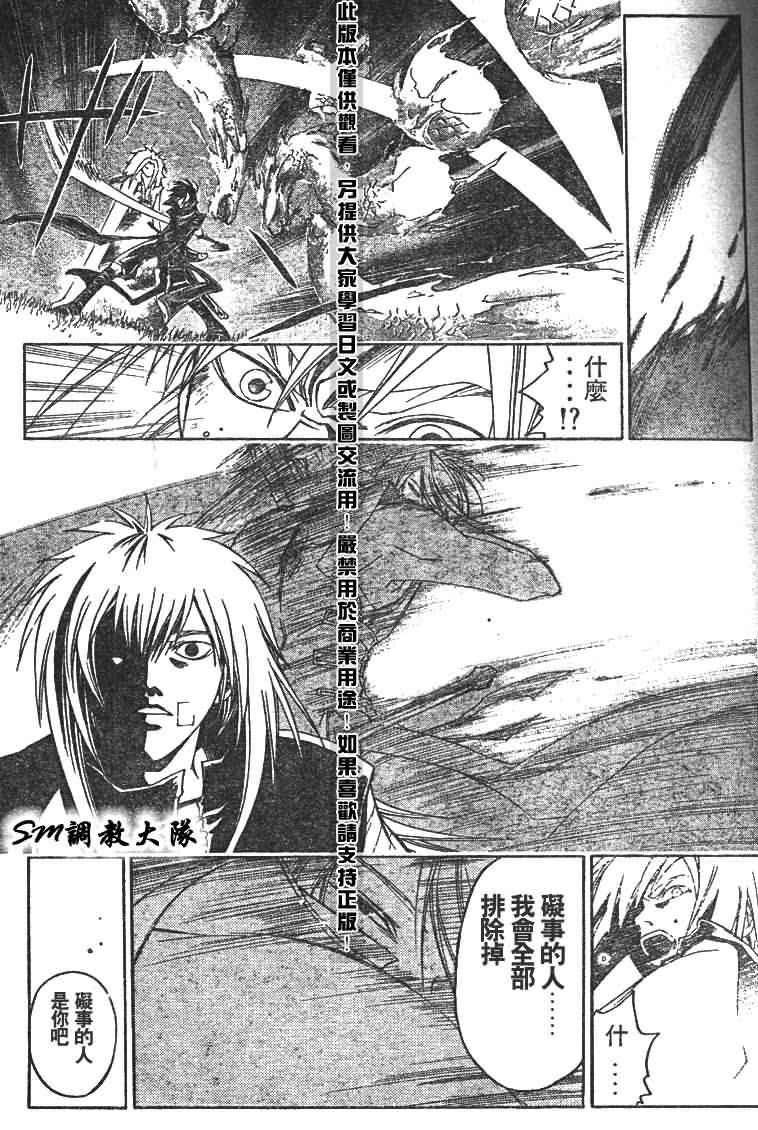 什麼
‥‥!?
此版本僅供觀看，另提供大家學習日文或製圖交流用！嚴禁用於商業用途！如果喜歡請支持正版！
SM調教大隊
什‥‥
礙事的人⋯⋯
我會全部
排除掉
‥
礙事的人
是你吧